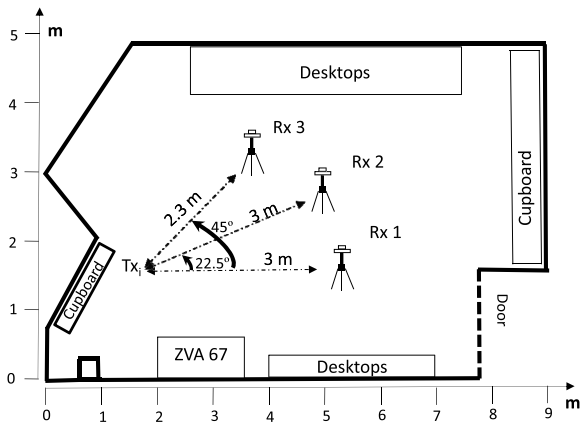 5
m
Desktops
4
Rx 3
Rx 2
Cupboard
3
2.3 m
3 m
45°
Rx 1
2
Txi
22.5°
3 m
Cupboard
Door
1
ZVA 67
Desktops
0
0 1 2 3 4 5 6 7 8 9
m